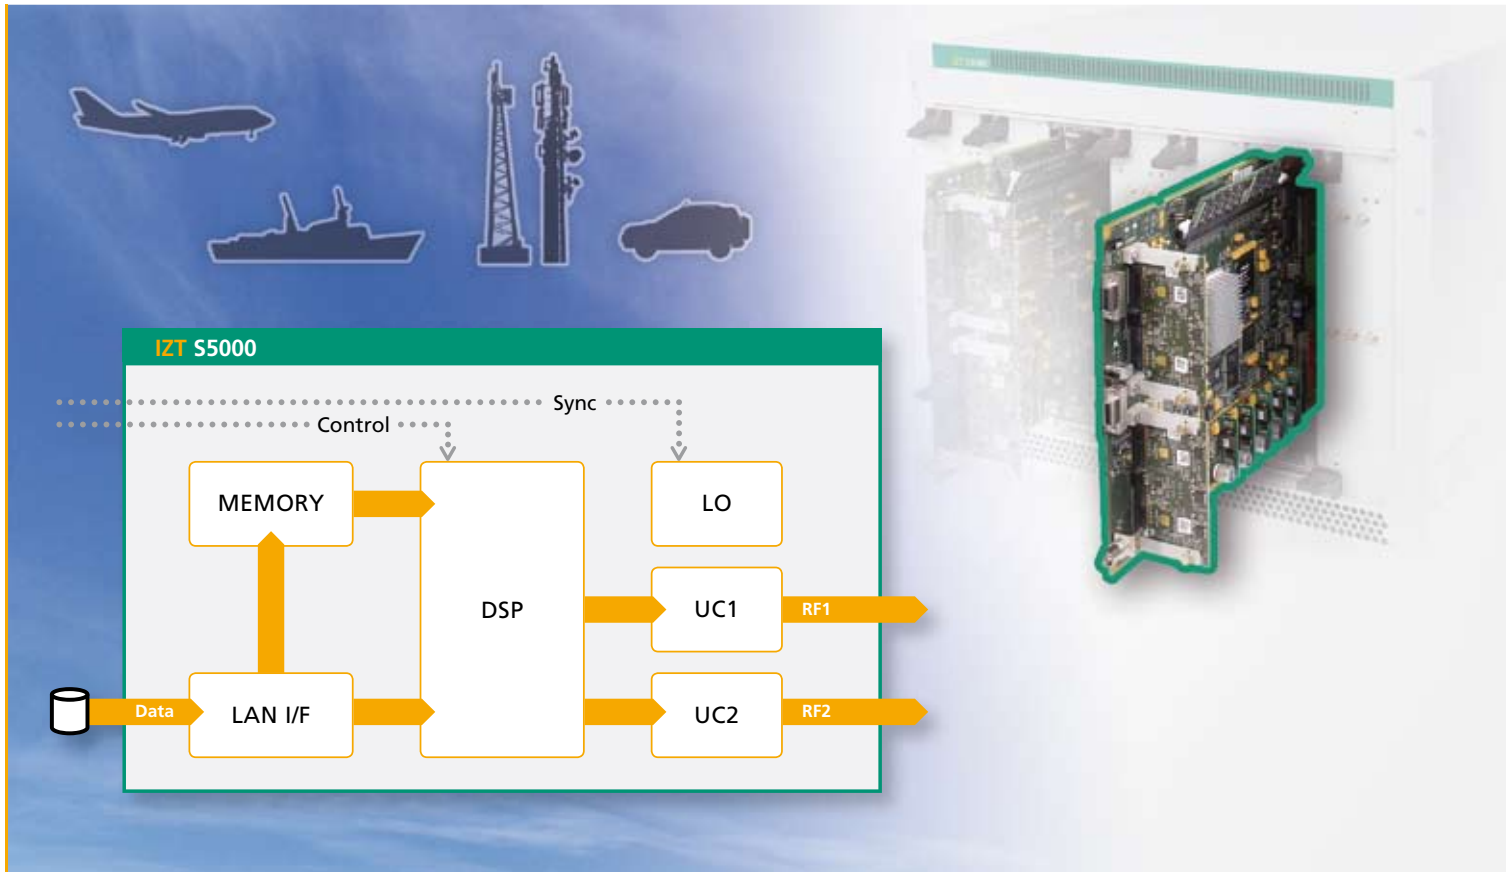 IZT S5000
Sync
Control
MEMORY
LO
DSP
UC1
RF1
Data
LAN I/F
UC2
RF2